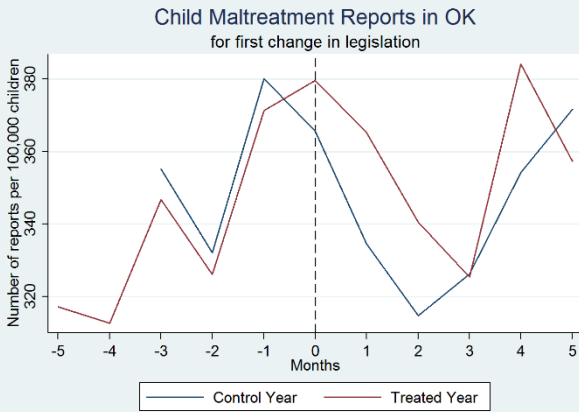 Child Maltreatment Reports in OK
for first change in legislation
Number of reports per 100,000 children
380
360
340
320
-5 -4 -3 -2 -1 0 1 2 3 4 5
Months
Control Year Treated Year